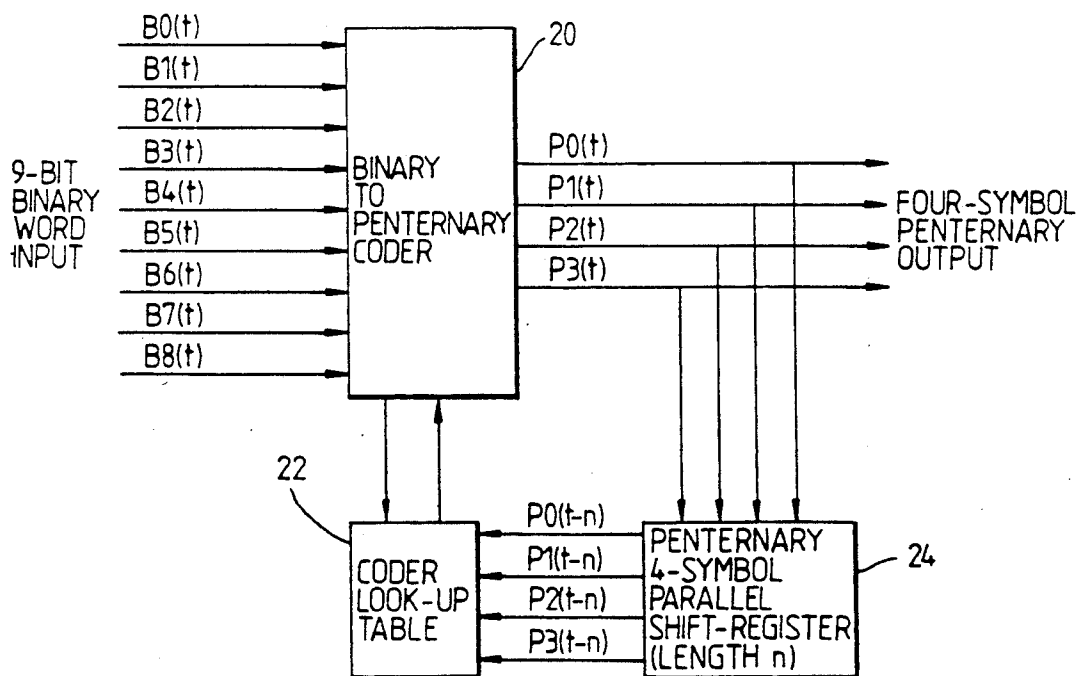 B0(t)
B1(t)
B2(t)
B3(t)
B4(t)
B5(t)
B6(t)
B7(t)
B8(t)
9-BIT
BINARY
WORD
INPUT
BINARY
TO
PENTERNARY
CODER
20
P0(t)
P1(t)
P2(t)
P3(t)
FOUR-SYMBOL
PENTERNARY
OUTPUT
22
CODER
LOOK-UP
TABLE
P0(t-n)
P1(t-n)
P2(t-n)
P3(t-n)
PENTERNARY
4-SYMBOL
PARALLEL
SHIFT-REGISTER
(LENGTH n)
24